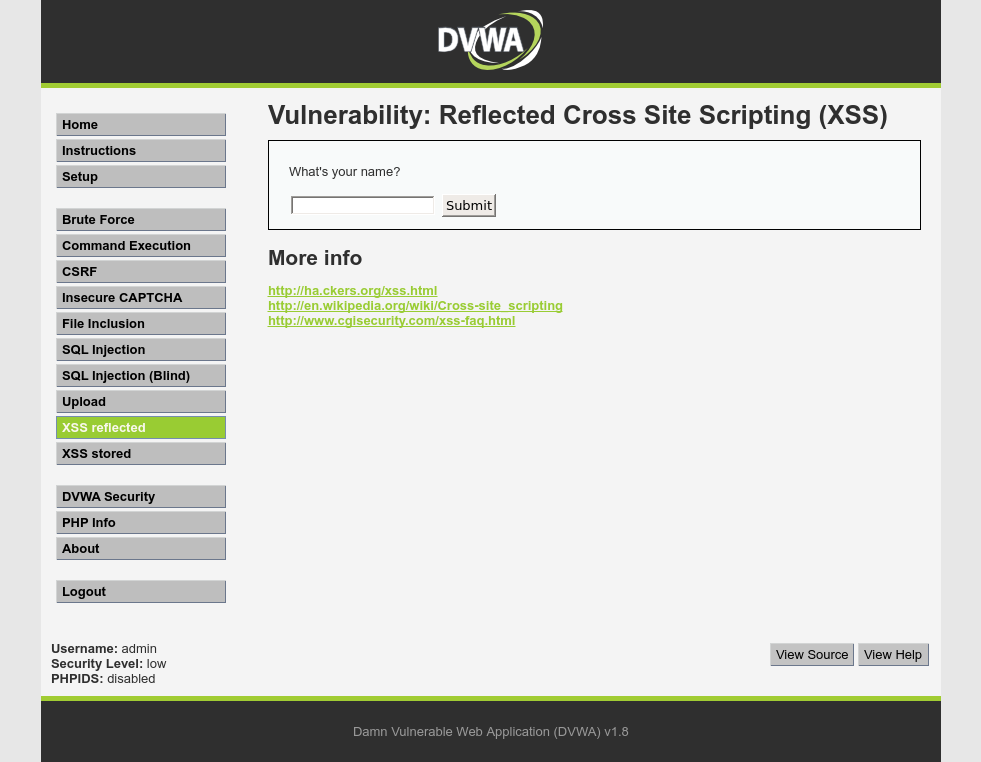 DVWA
Vulnerability: Reflected Cross Site Scripting (XSS)
Home
Instructions
Setup
Brute Force
Command Execution
CSRF
Insecure CAPTCHA
File Inclusion
SQL Injection
SQL Injection (Blind)
Upload
XSS reflected
XSS stored
DVWA Security
PHP Info
About
Logout
What's your name?
Submit
More info
http://ha.ckers.org/xss.html
http://en.wikipedia.org/wiki/Cross-site_scripting
http://www.cgisecurity.com/xss-faq.html
Username: admin
Security Level: low
PHPIDS: disabled
View Source View Help
Damn Vulnerable Web Application (DVWA) v1.8